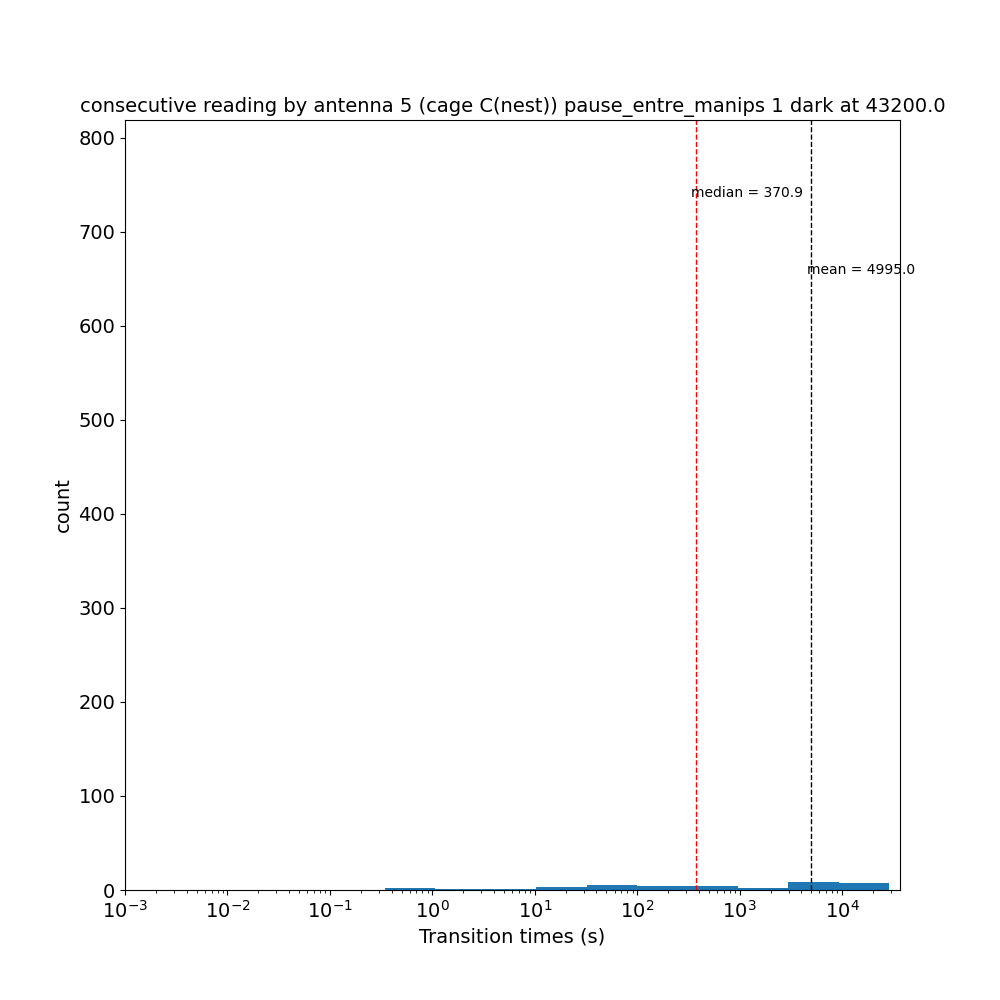 consecutive reading by antenna 5 (cage C(nest)) pause_entre_manips 1 dark at 43200.0
800
median = 370.9
700
mean = 4995.0
600
500
count
400
300
200
100
0
10⁻³ 10⁻² 10⁻¹ 10⁰ 10¹ 10² 10³ 10⁴
Transition times (s)